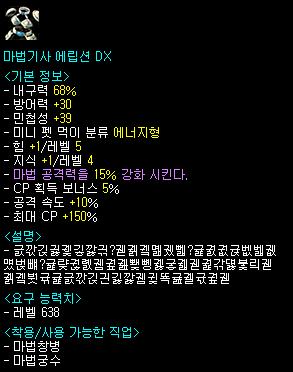 마법기사 에립션 DX
<기본 정보>
- 내구력 68%
- 방어력 +30
- 민첩성 +39
- 미니 펫 먹이 분류 에너지형
- 힘 +1/레벨 5
- 지식 +1/레벨 4
- 마법 공격력을 15% 강화 시킨다.
- CP 획득 보너스 5%
- 공격 속도 +10%
- 최대 CP +150%
<설명>
<요구 능력치>
- 레벨 638
<착용/사용 가능한 직업>
- 마법창병
- 마법궁수